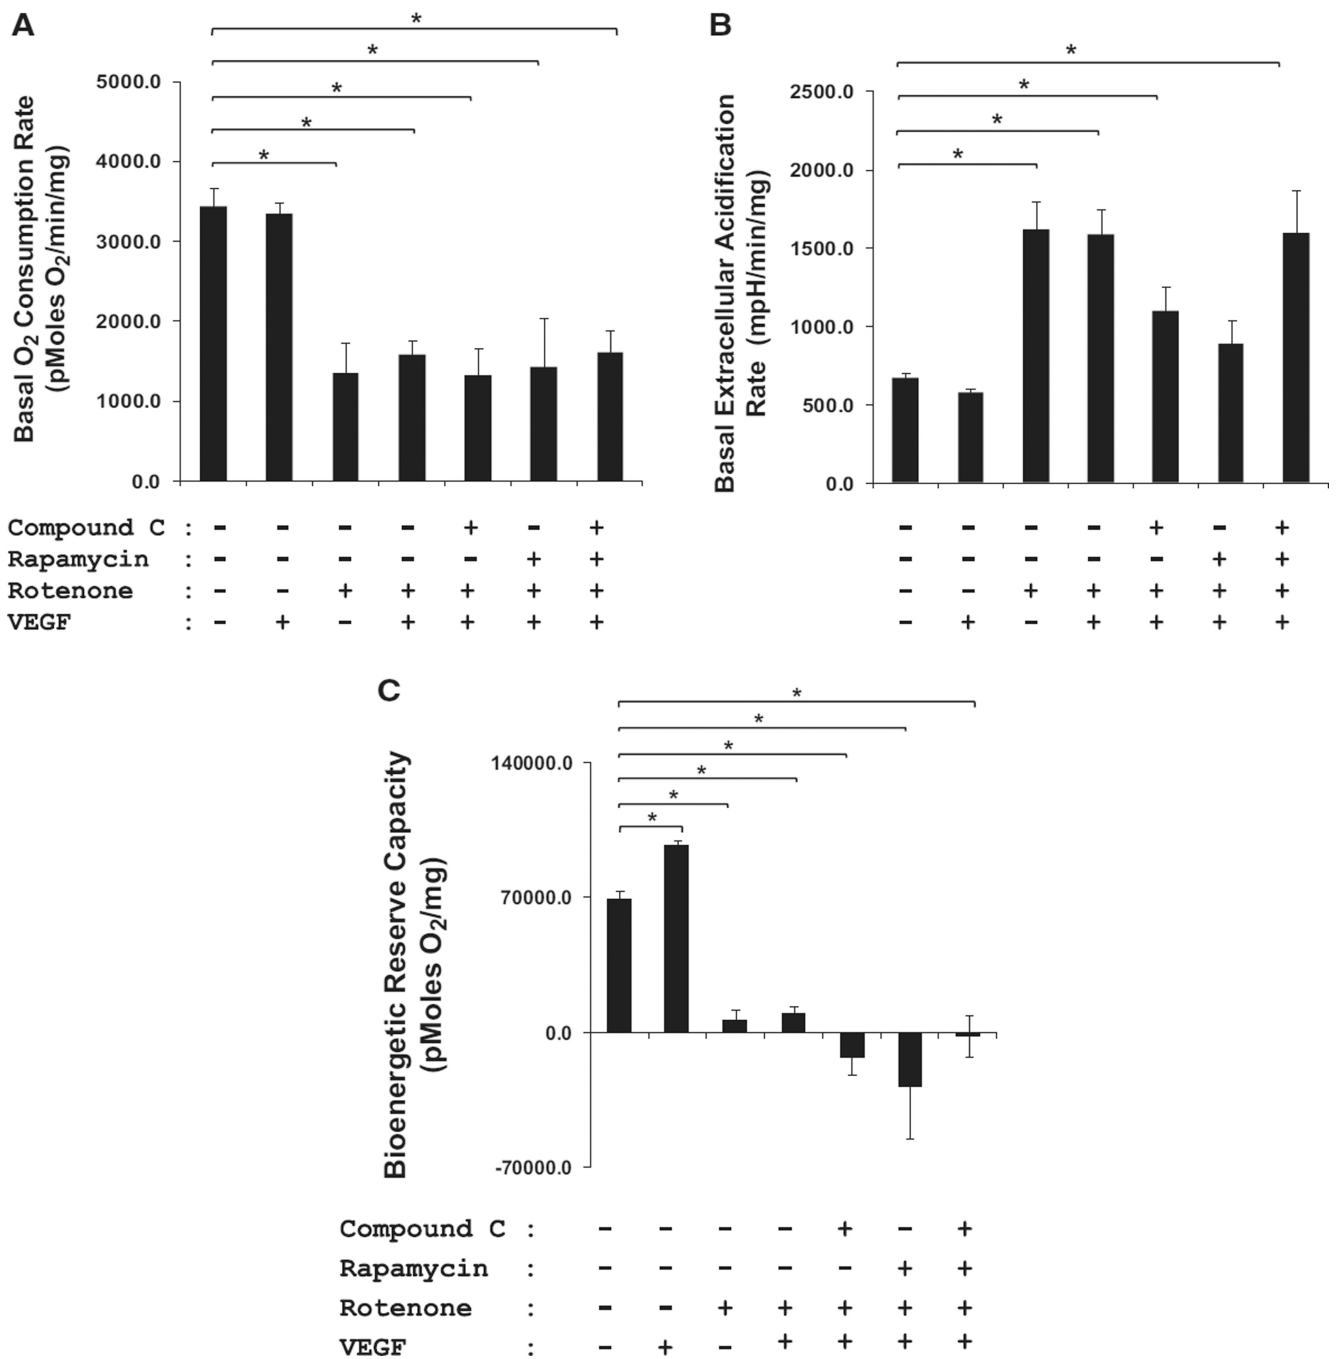 A
*
*
*
*
*
5000.0
4000.0
3000.0
2000.0
1000.0
0.0
Basal O2 Consumption Rate
(pMoles O2/min/mg)
Compound C : - - - - + - +
Rapamycin : - - - - - + +
Rotenone : - - + + + + +
VEGF : - + - + + + +
B
*
*
*
*
2500.0
2000.0
1500.0
1000.0
500.0
0.0
Basal Extracellular Acidification
Rate (mpH/min/mg)
- - - - + - +
- - - - - + +
- - + + + + +
- + - + + + +
C
*
*
*
*
*
*
140000.0
70000.0
0.0
-70000.0
Bioenergetic Reserve Capacity
(pMoles O2/mg)
Compound C : - - - - + - +
Rapamycin : - - - - - + +
Rotenone : - - + + + + +
VEGF : - + - + + + +